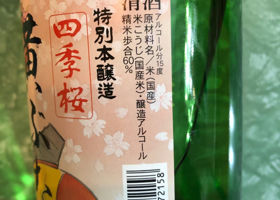 清酒
アルコール分15度
原材料名/米(国産)
米こうじ(国産米)・醸造アルコール
精米歩合60%
特別本醸造
四季桜
72158